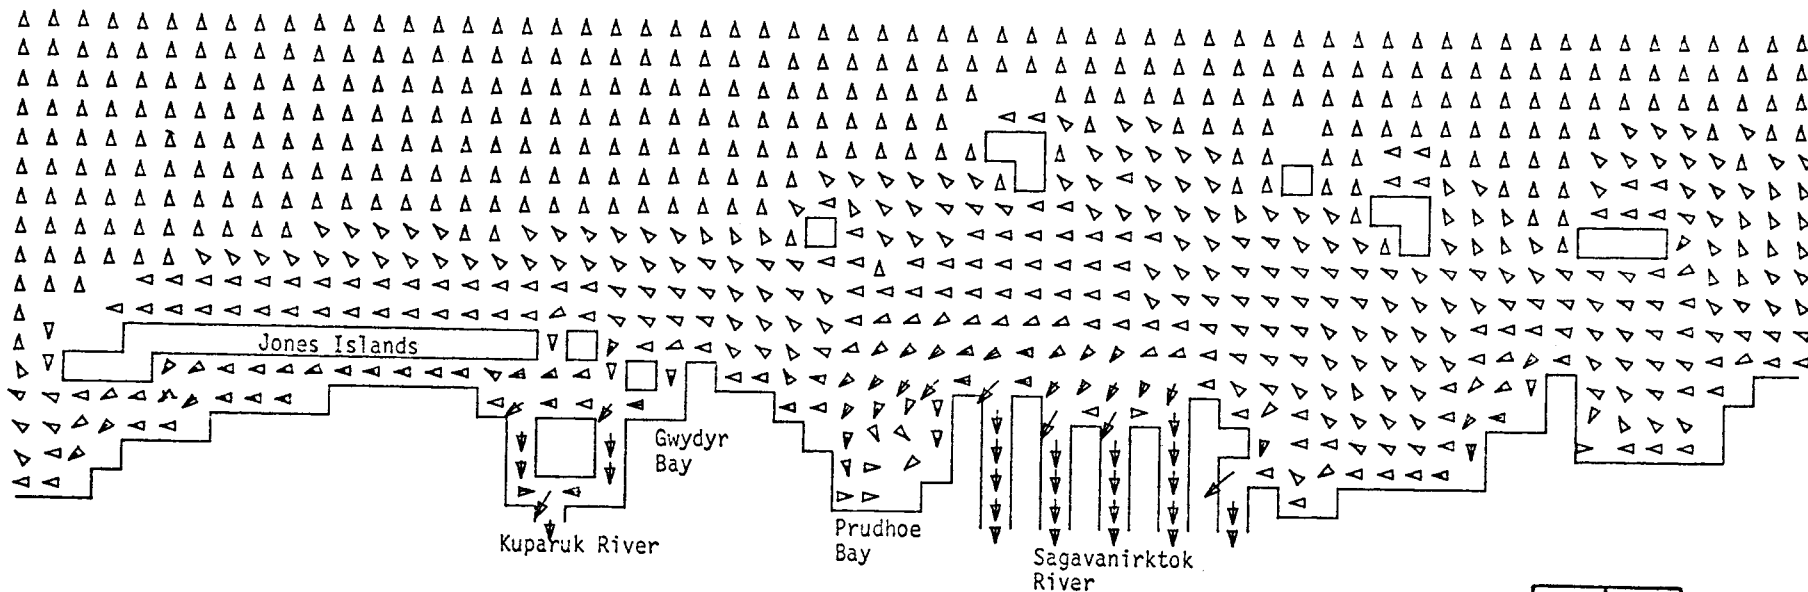 Jones Islands
Gwydyr
Bay
Kuparuk River
Prudhoe
Bay
Sagavanirktok
River